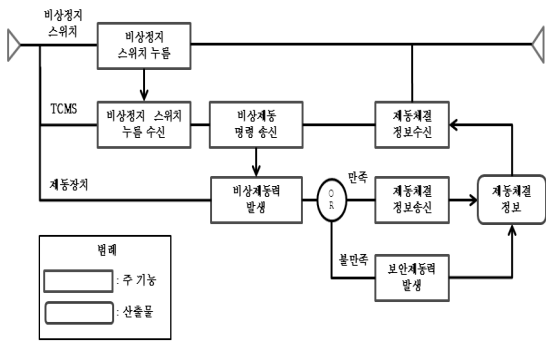 비상정지
스위치
비상정지
스위치 누름
TCMS
비상정지 스위치
누름 수신
비상제동
명령 송신
제동체결
정보수신
제동장치
비상제동력
발생
O
R
만족
제동체결
정보송신
제동체결
정보
불만족
보안제동력
발생
범례
: 주 기능
: 산출물